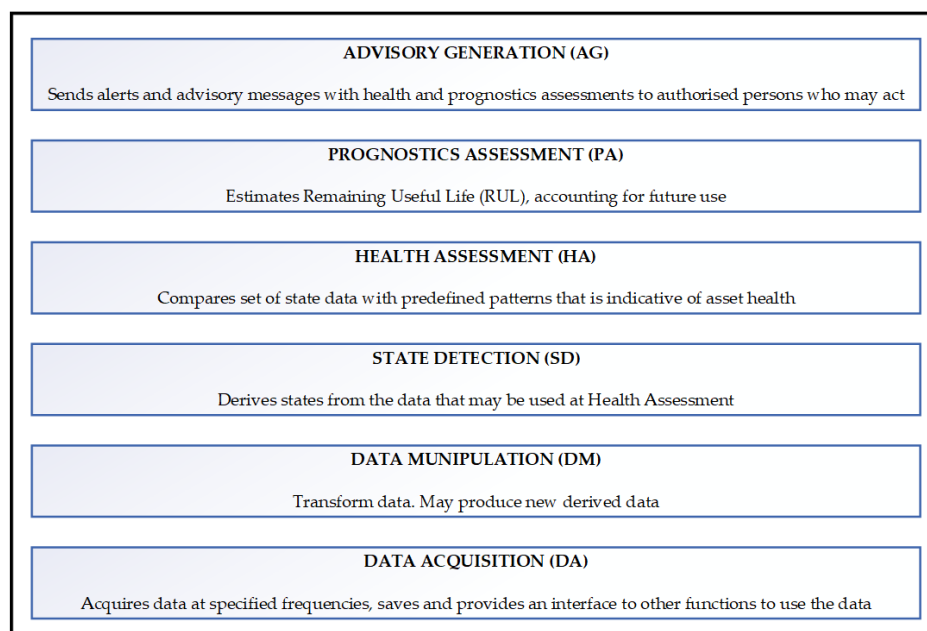 ADVISORY GENERATION (AG)
Sends alerts and advisory messages with health and prognostics assessments to authorised persons who may act
PROGNOSTICS ASSESSMENT (PA)
Estimates Remaining Useful Life (RUL), accounting for future use
HEALTH ASSESSMENT (HA)
Compares set of state data with predefined patterns that is indicative of asset health
STATE DETECTION (SD)
Derives states from the data that may be used at Health Assessment
DATA MUNIPULATION (DM)
Transform data. May produce new derived data
DATA ACQUISITION (DA)
Acquires data at specified frequencies, saves and provides an interface to other functions to use the data